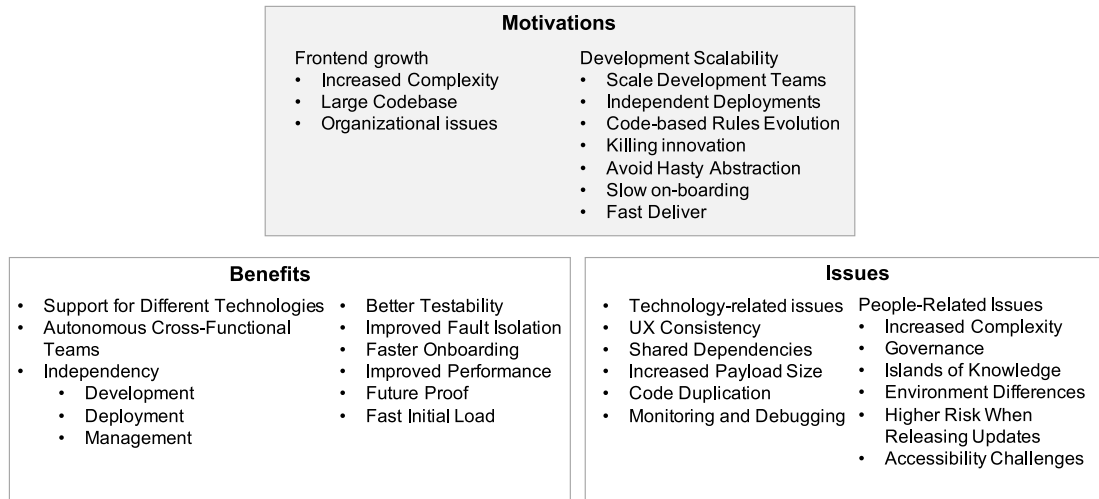 Motivations
Frontend growth
• Increased Complexity
• Large Codebase
• Organizational issues
Development Scalability
• Scale Development Teams
• Independent Deployments
• Code-based Rules Evolution
• Killing innovation
• Avoid Hasty Abstraction
• Slow on-boarding
• Fast Deliver
Benefits
• Support for Different Technologies
• Autonomous Cross-Functional
Teams
• Independency
• Development
• Deployment
• Management
• Better Testability
• Improved Fault Isolation
• Faster Onboarding
• Improved Performance
• Future Proof
• Fast Initial Load
Issues
• Technology-related issues
• UX Consistency
• Shared Dependencies
• Increased Payload Size
• Code Duplication
• Monitoring and Debugging
People-Related Issues
• Increased Complexity
• Governance
• Islands of Knowledge
• Environment Differences
• Higher Risk When
Releasing Updates
• Accessibility Challenges